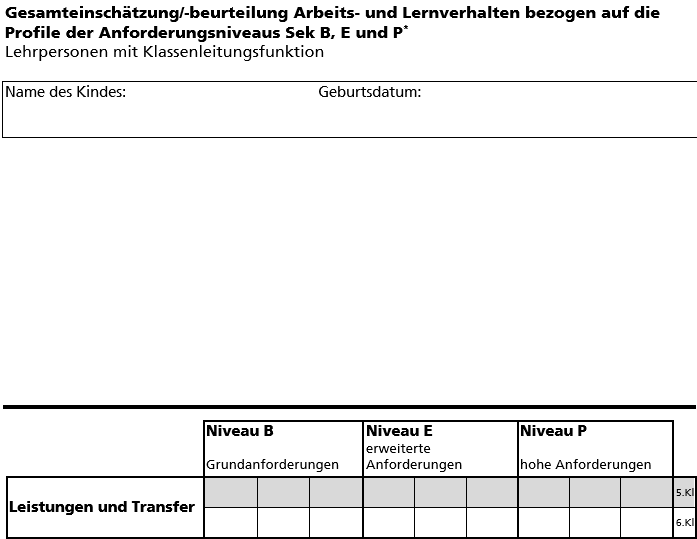 Gesamteinschätzung/-beurteilung Arbeits- und Lernverhalten bezogen auf die
Profile der Anforderungsniveaus Sek B, E und P*
Lehrpersonen mit Klassenleitungsfunktion
Name des Kindes: Geburtsdatum:
Niveau B Niveau E Niveau P
erweiterte
Grundanforderungen Anforderungen hohe Anforderungen
5.Kl
Leistungen und Transfer
6.Kl